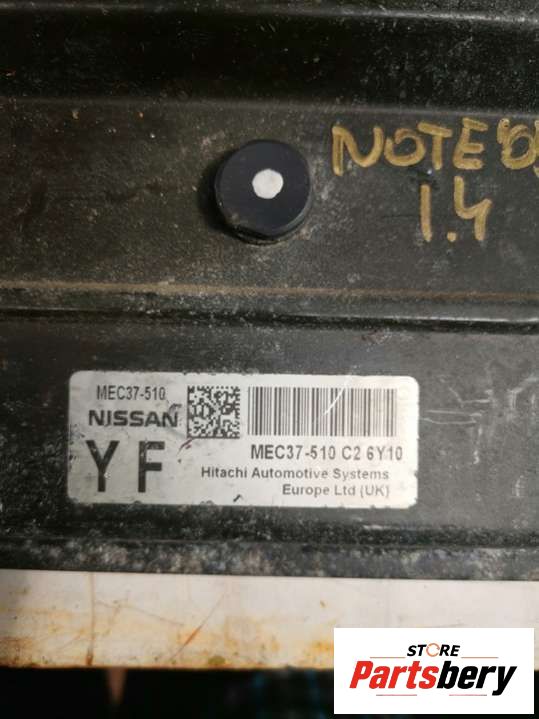 NOTE'05
1.4
MEC37-510
NISSAN
YF
MEC37-510 C2 6Y10
Hitachi Automotive Systems
Europe Ltd (UK)
STORE
Partsbery